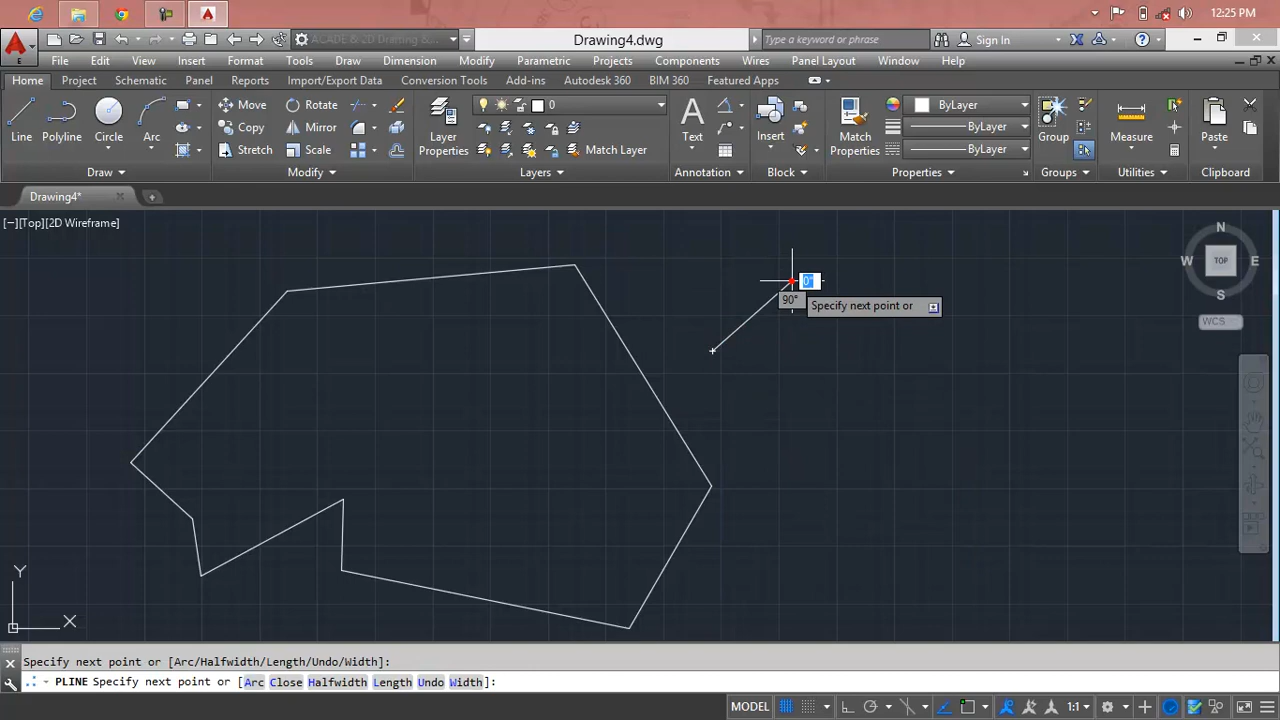 12:25 PM
ACADE & 2D Drafting &
Drawing4.dwg
Type a keyword or phrase
Sign In
E
File Edit View Insert Format Tools Draw Dimension Modify Parametric Projects Components Wires Panel Layout Window Help
Home Project Schematic Panel Reports Import/Export Data Conversion Tools Add-ins Autodesk 360 BIM 360 Featured Apps
Line
Polyline
Circle
Arc
Move
Rotate
Copy
Mirror
Stretch
Scale
Layer
Properties
0
Match Layer
Text
Insert
Match
Properties
ByLayer
ByLayer
ByLayer
Group
Measure
Paste
Draw Modify Layers Annotation Block Properties Groups Utilities Clipboard
Drawing4*
[−][Top][2D Wireframe]
N
W TOP E
S
WCS
0°
90°
Specify next point or
Y
X
Specify next point or [Arc/Halfwidth/Length/Undo/Width]:
PLINE Specify next point or [Arc Close Halfwidth Length Undo Width]:
MODEL
1:1